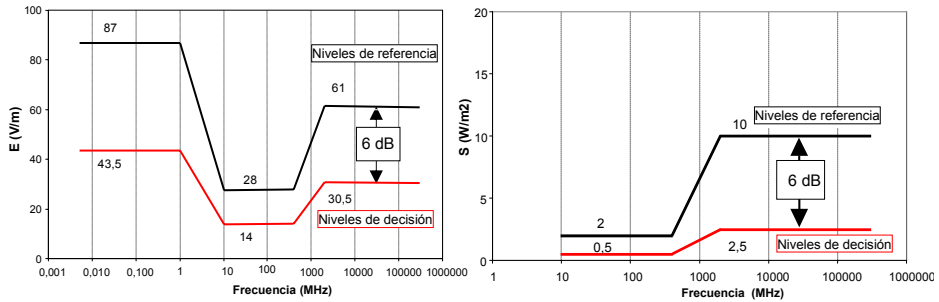 100
87
80
60
40
20
0
E (V/m)
Niveles de referencia
61
6 dB
43,5
28
30,5
Niveles de decisión
14
0,001 0,010 0,100 1 10 100 1000 10000 100000 1000000
Frecuencia (MHz)
20
15
10
5
0
S (W/m2)
10
Niveles de referencia
6 dB
2
0,5
2,5
Niveles de decisión
1 10 100 1000 10000 100000 1000000
Frecuencia (MHz)